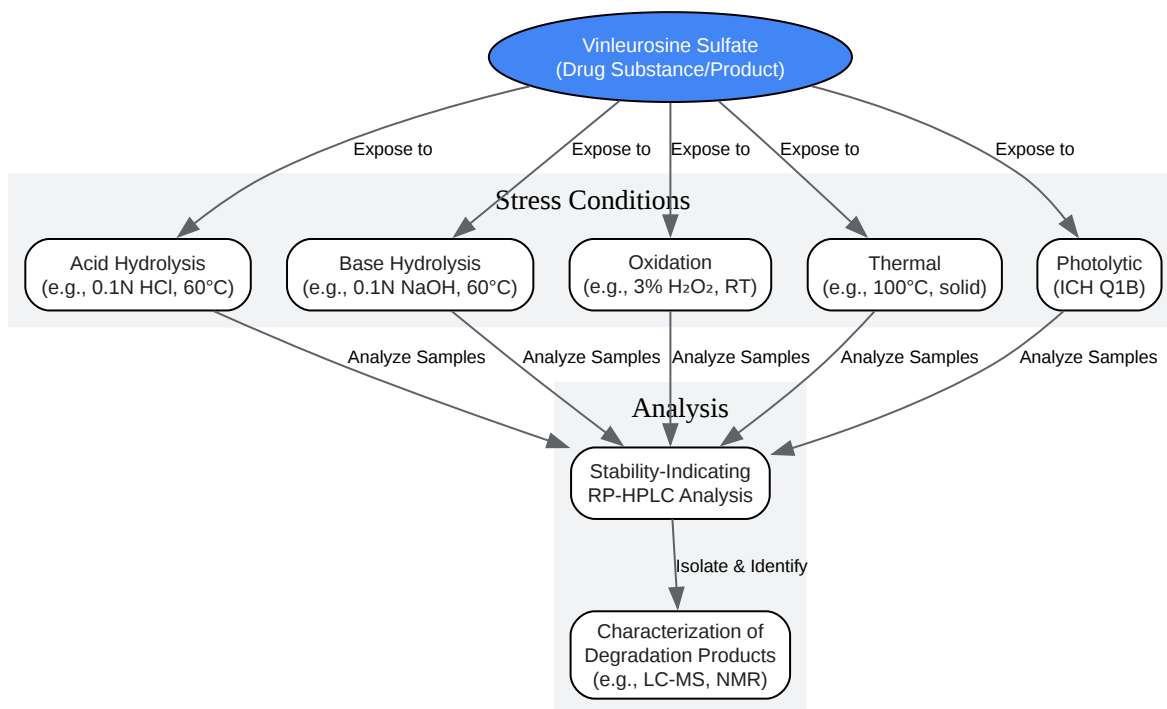 Vinleurosine Sulfate
(Drug Substance/Product)
Expose to
Expose to
Expose to
Expose to
Expose to
Stress Conditions
Acid Hydrolysis
(e.g., 0.1N HCl, 60°C)
Base Hydrolysis
(e.g., 0.1N NaOH, 60°C)
Oxidation
(e.g., 3% H₂O₂, RT)
Thermal
(e.g., 100°C, solid)
Photolytic
(ICH Q1B)
Analyze Samples
Analyze Samples
Analyze Samples
Analyze Samples
Analyze Samples
Analysis
Stability-Indicating
RP-HPLC Analysis
Isolate & Identify
Characterization of
Degradation Products
(e.g., LC-MS, NMR)